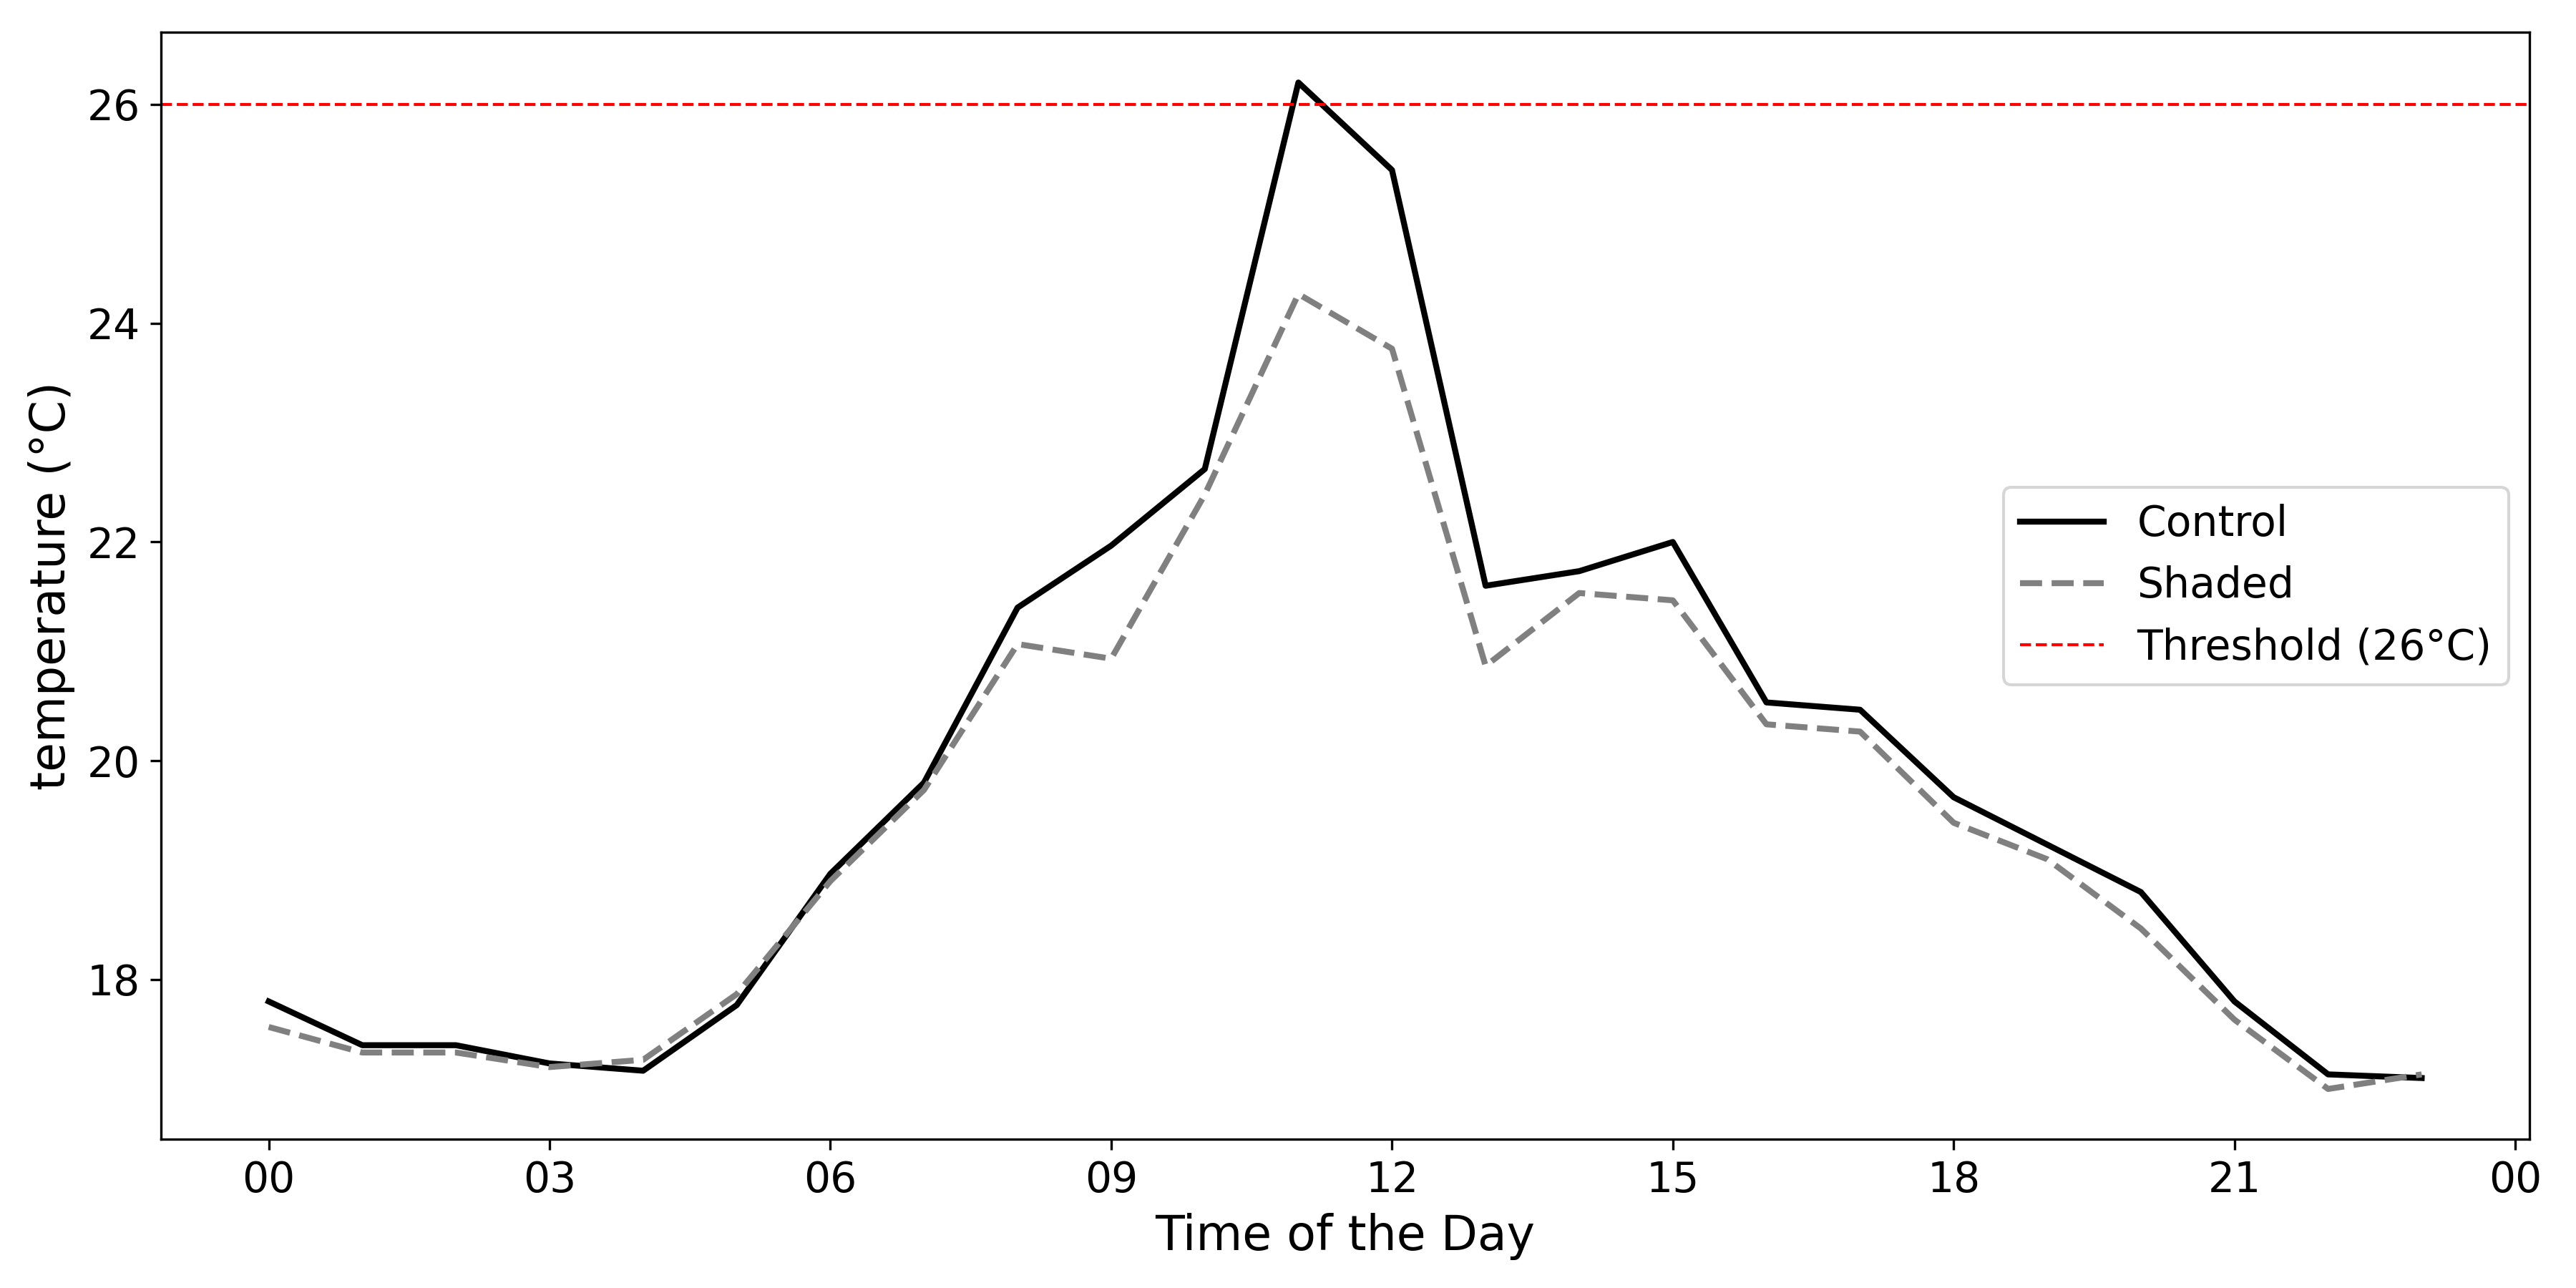 temperature (°C)
26
24
22
20
18
Control
Shaded
Threshold (26°C)
00 03 06 09 12 15 18 21 00
Time of the Day